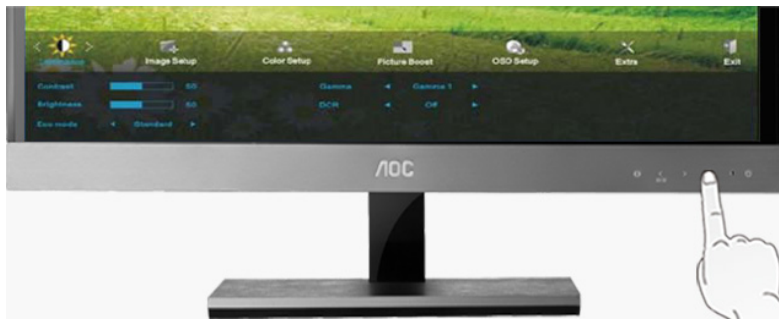 Luminance Image Setup Color Setup Picture Boost OSD Setup Extra Exit
Contrast 50 Gamma Gamma 1
Brightness 50 DCR Off
Eco mode Standard
AOC